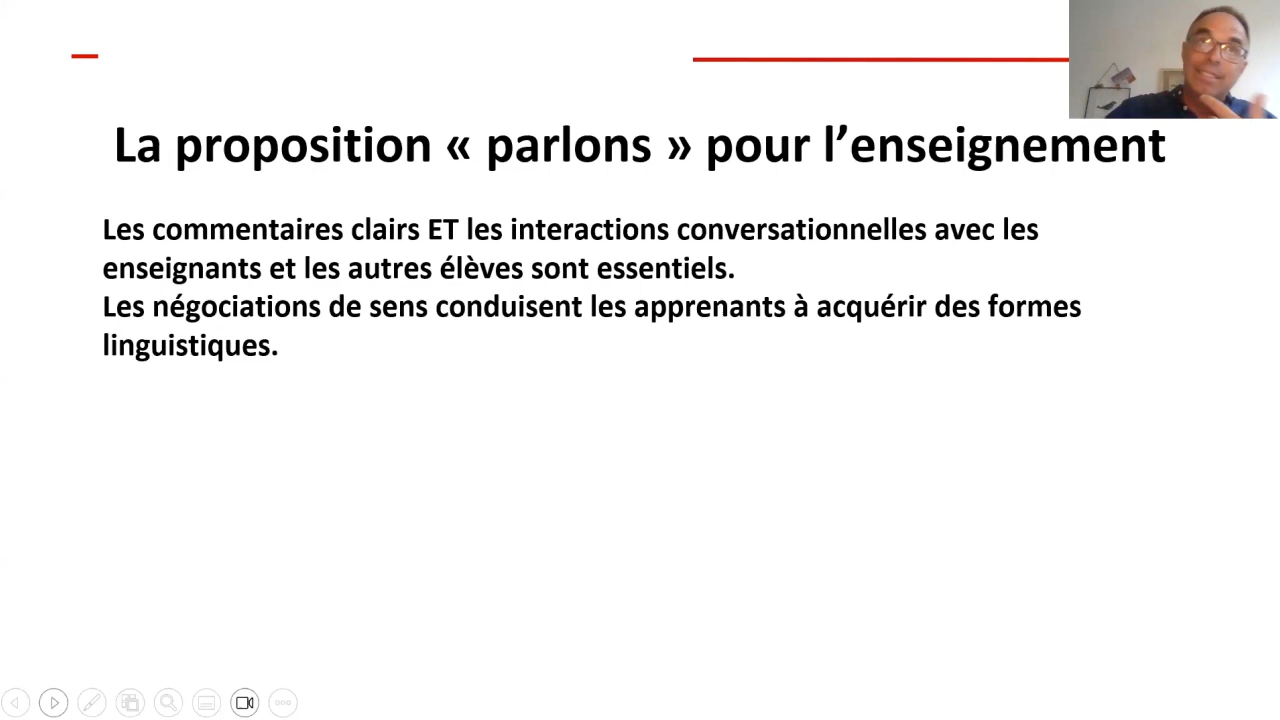 La proposition « parlons » pour l’enseignement
Les commentaires clairs ET les interactions conversationnelles avec les
enseignants et les autres élèves sont essentiels.
Les négociations de sens conduisent les apprenants à acquérir des formes
linguistiques.